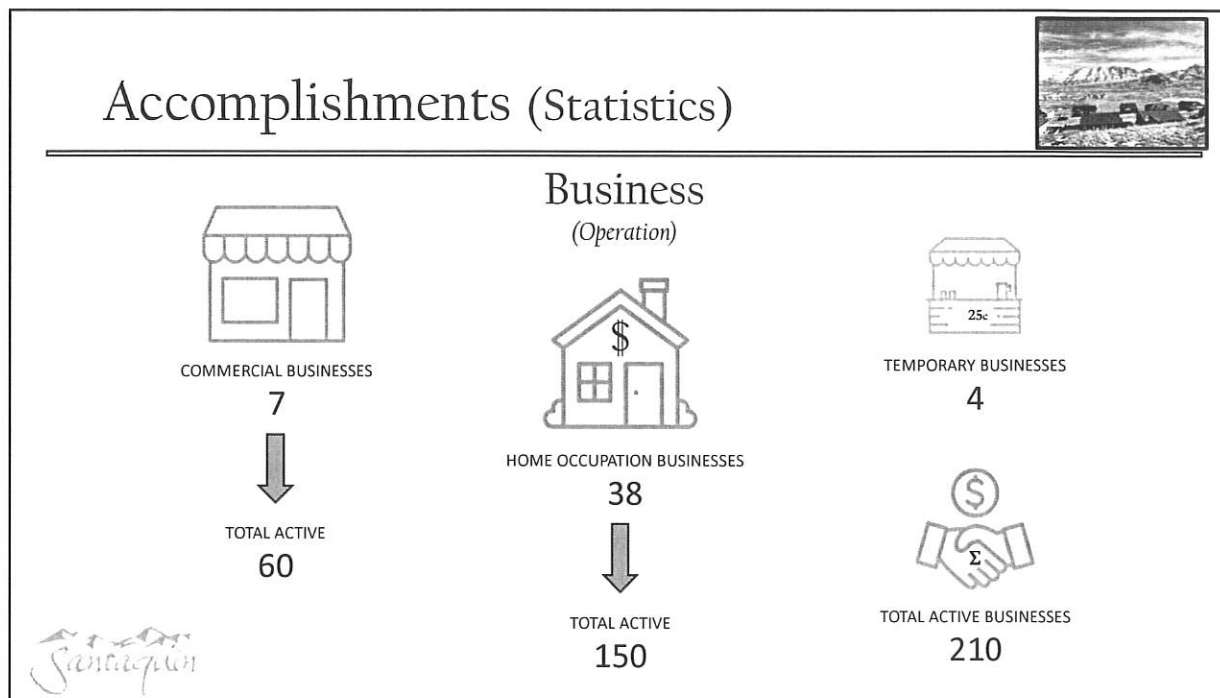 Accomplishments (Statistics)
Business
(Operation)
COMMERCIAL BUSINESSES
7
TOTAL ACTIVE
60
$
HOME OCCUPATION BUSINESSES
38
TOTAL ACTIVE
150
25c
TEMPORARY BUSINESSES
4
$
Σ
TOTAL ACTIVE BUSINESSES
210
Santaquin